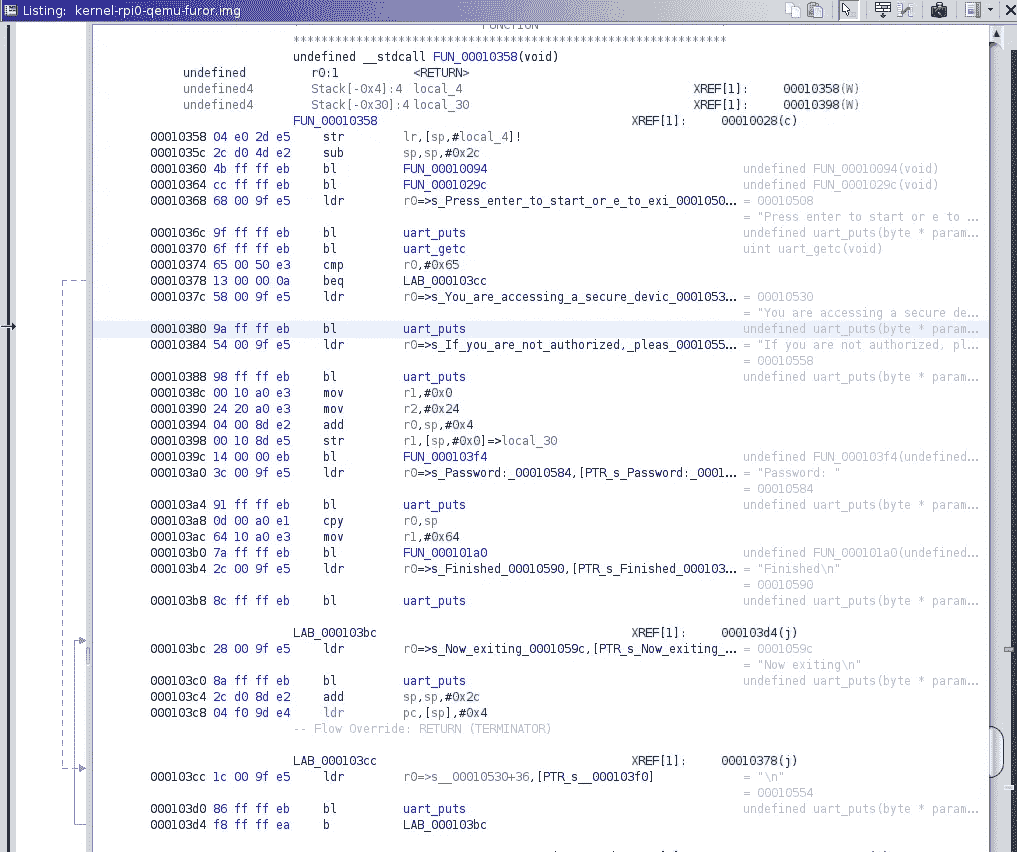 Listing: kernel-rpi0-qemu-furor.img
FUNCTION
**************************************************************
undefined __stdcall FUN_00010358(void)
undefined r0:1 <RETURN>
undefined4 Stack[-0x4]:4 local_4 XREF[1]: 00010358(W)
undefined4 Stack[-0x30]:4 local_30 XREF[1]: 00010398(W)
FUN_00010358 XREF[1]: 00010028(c)
00010358 04 e0 2d e5 str lr,[sp,#local_4]!
0001035c 2c d0 4d e2 sub sp,sp,#0x2c
00010360 4b ff ff eb bl FUN_00010094 undefined FUN_00010094(void)
00010364 cc ff ff eb bl FUN_0001029c undefined FUN_0001029c(void)
00010368 68 00 9f e5 ldr r0=>s_Press_enter_to_start_or_e_to_exi_0001050... = 00010508
= "Press enter to start or e to ...
0001036c 9f ff ff eb bl uart_puts undefined uart_puts(byte * param...
00010370 6f ff ff eb bl uart_getc uint uart_getc(void)
00010374 65 00 50 e3 cmp r0,#0x65
00010378 13 00 00 0a beq LAB_000103cc
0001037c 58 00 9f e5 ldr r0=>s_You_are_accessing_a_secure_devic_0001053... = 00010530
= "You are accessing a secure de...
00010380 9a ff ff eb bl uart_puts undefined uart_puts(byte * param...
00010384 54 00 9f e5 ldr r0=>s_If_you_are_not_authorized,_pleas_0001055... = "If you are not authorized, pl...
= 00010558
00010388 98 ff ff eb bl uart_puts undefined uart_puts(byte * param...
0001038c 00 10 a0 e3 mov r1,#0x0
00010390 24 20 a0 e3 mov r2,#0x24
00010394 04 00 8d e2 add r0,sp,#0x4
00010398 00 10 8d e5 str r1,[sp,#0x0]=>local_30
0001039c 14 00 00 eb bl FUN_000103f4 undefined FUN_000103f4(undefined...
000103a0 3c 00 9f e5 ldr r0=>s_Password:_00010584,[PTR_s_Password:_0001... = "Password: "
= 00010584
000103a4 91 ff ff eb bl uart_puts undefined uart_puts(byte * param...
000103a8 0d 00 a0 e1 cpy r0,sp
000103ac 64 10 a0 e3 mov r1,#0x64
000103b0 7a ff ff eb bl FUN_000101a0 undefined FUN_000101a0(undefined...
000103b4 2c 00 9f e5 ldr r0=>s_Finished_00010590,[PTR_s_Finished_000103... = "Finished\n"
= 00010590
000103b8 8c ff ff eb bl uart_puts undefined uart_puts(byte * param...
LAB_000103bc XREF[1]: 000103d4(j)
000103bc 28 00 9f e5 ldr r0=>s_Now_exiting_0001059c,[PTR_s_Now_exiting_... = 0001059c
= "Now exiting\n"
000103c0 8a ff ff eb bl uart_puts undefined uart_puts(byte * param...
000103c4 2c d0 8d e2 add sp,sp,#0x2c
000103c8 04 f0 9d e4 ldr pc,[sp],#0x4
-- Flow Override: RETURN (TERMINATOR)
LAB_000103cc XREF[1]: 00010378(j)
000103cc 1c 00 9f e5 ldr r0=>s__00010530+36,[PTR_s__000103f0] = "\n"
= 00010554
000103d0 86 ff ff eb bl uart_puts undefined uart_puts(byte * param...
000103d4 f8 ff ff ea b LAB_000103bc